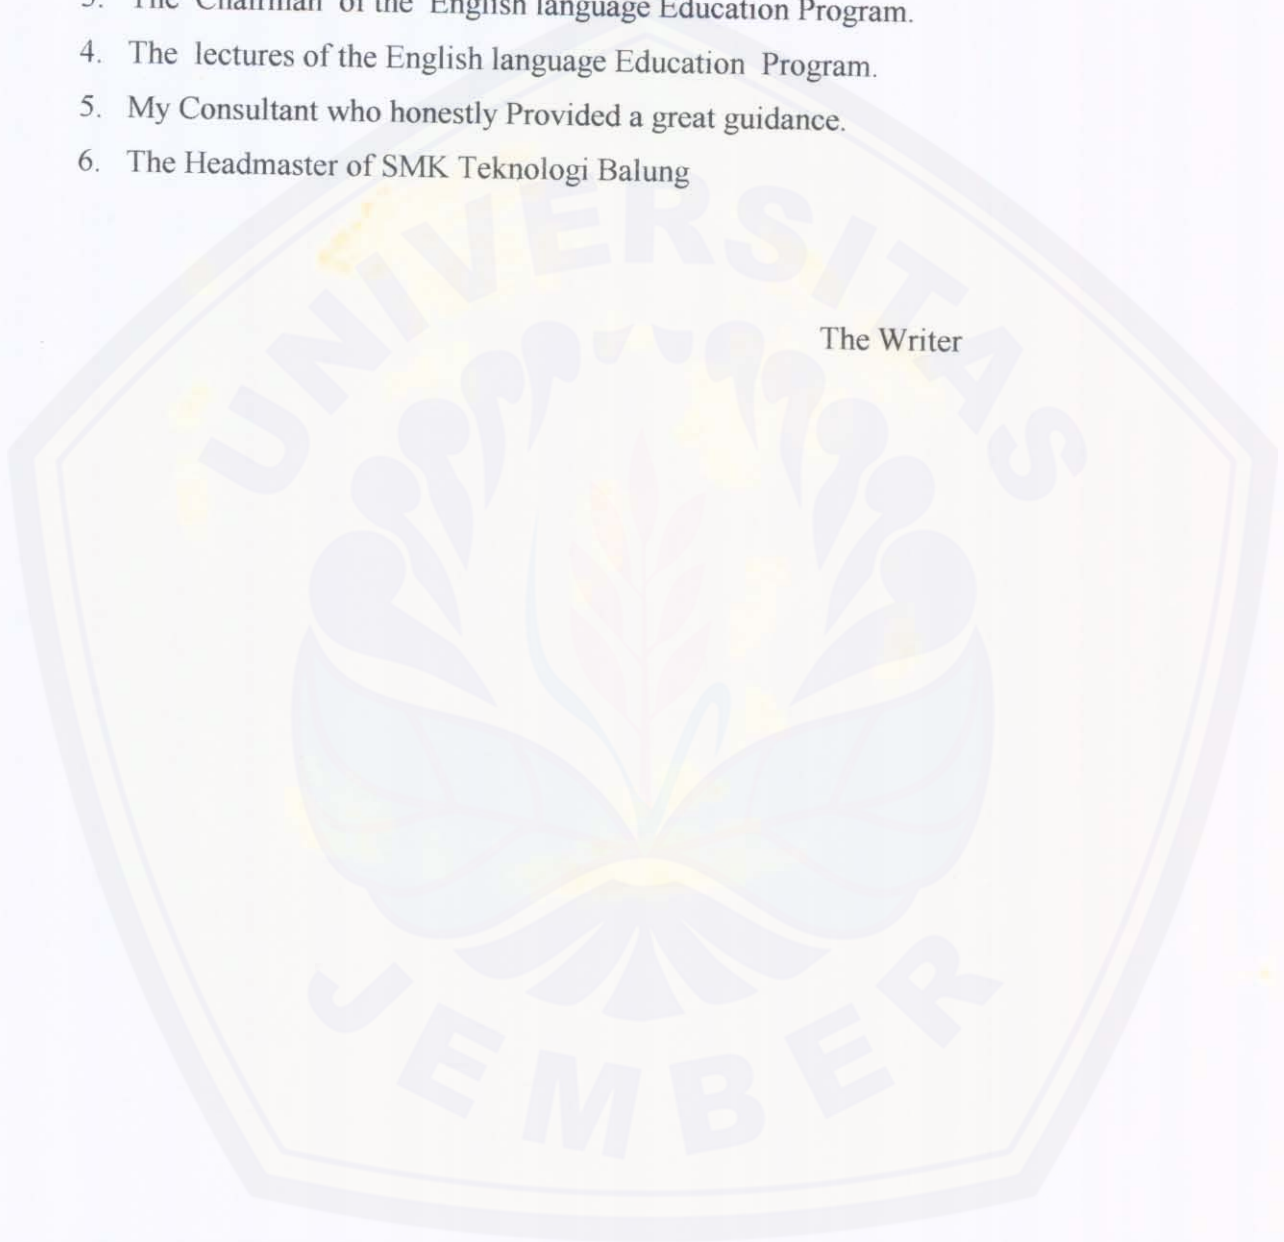 3. The Chairman of the English language Education Program.
4. The lectures of the English language Education Program.
5. My Consultant who honestly Provided a great guidance.
6. The Headmaster of SMK Teknologi Balung
The Writer
UNIVERSITAS
JEMBER